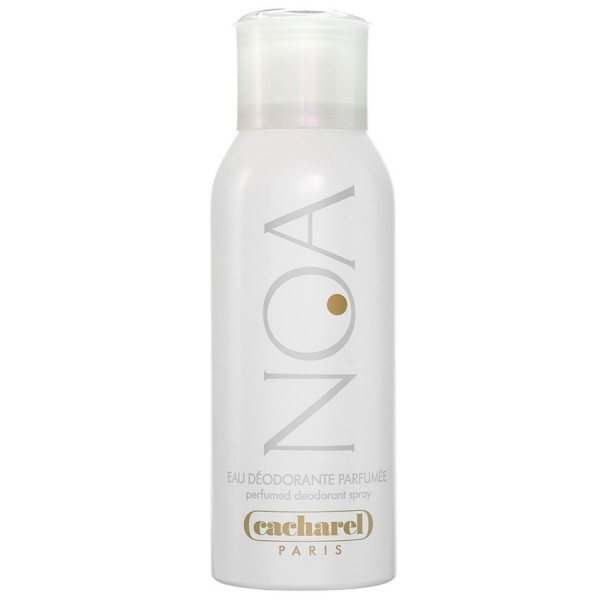 NOA
EAU DÉODORANTE PARFUMÉE
perfumed deodorant spray
cacharel
PARIS